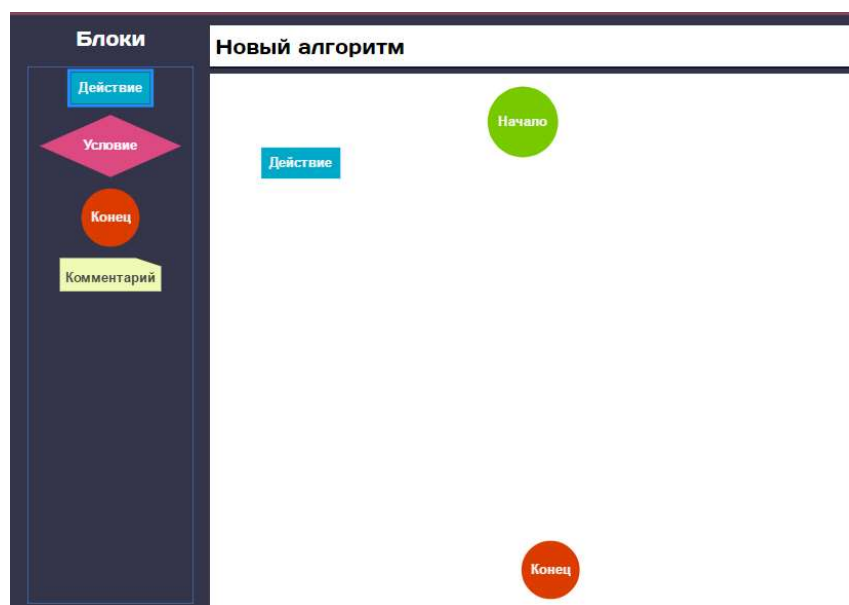 Блоки
Действие
Условие
Конец
Комментарий
Новый алгоритм
Начало
Действие
Конец